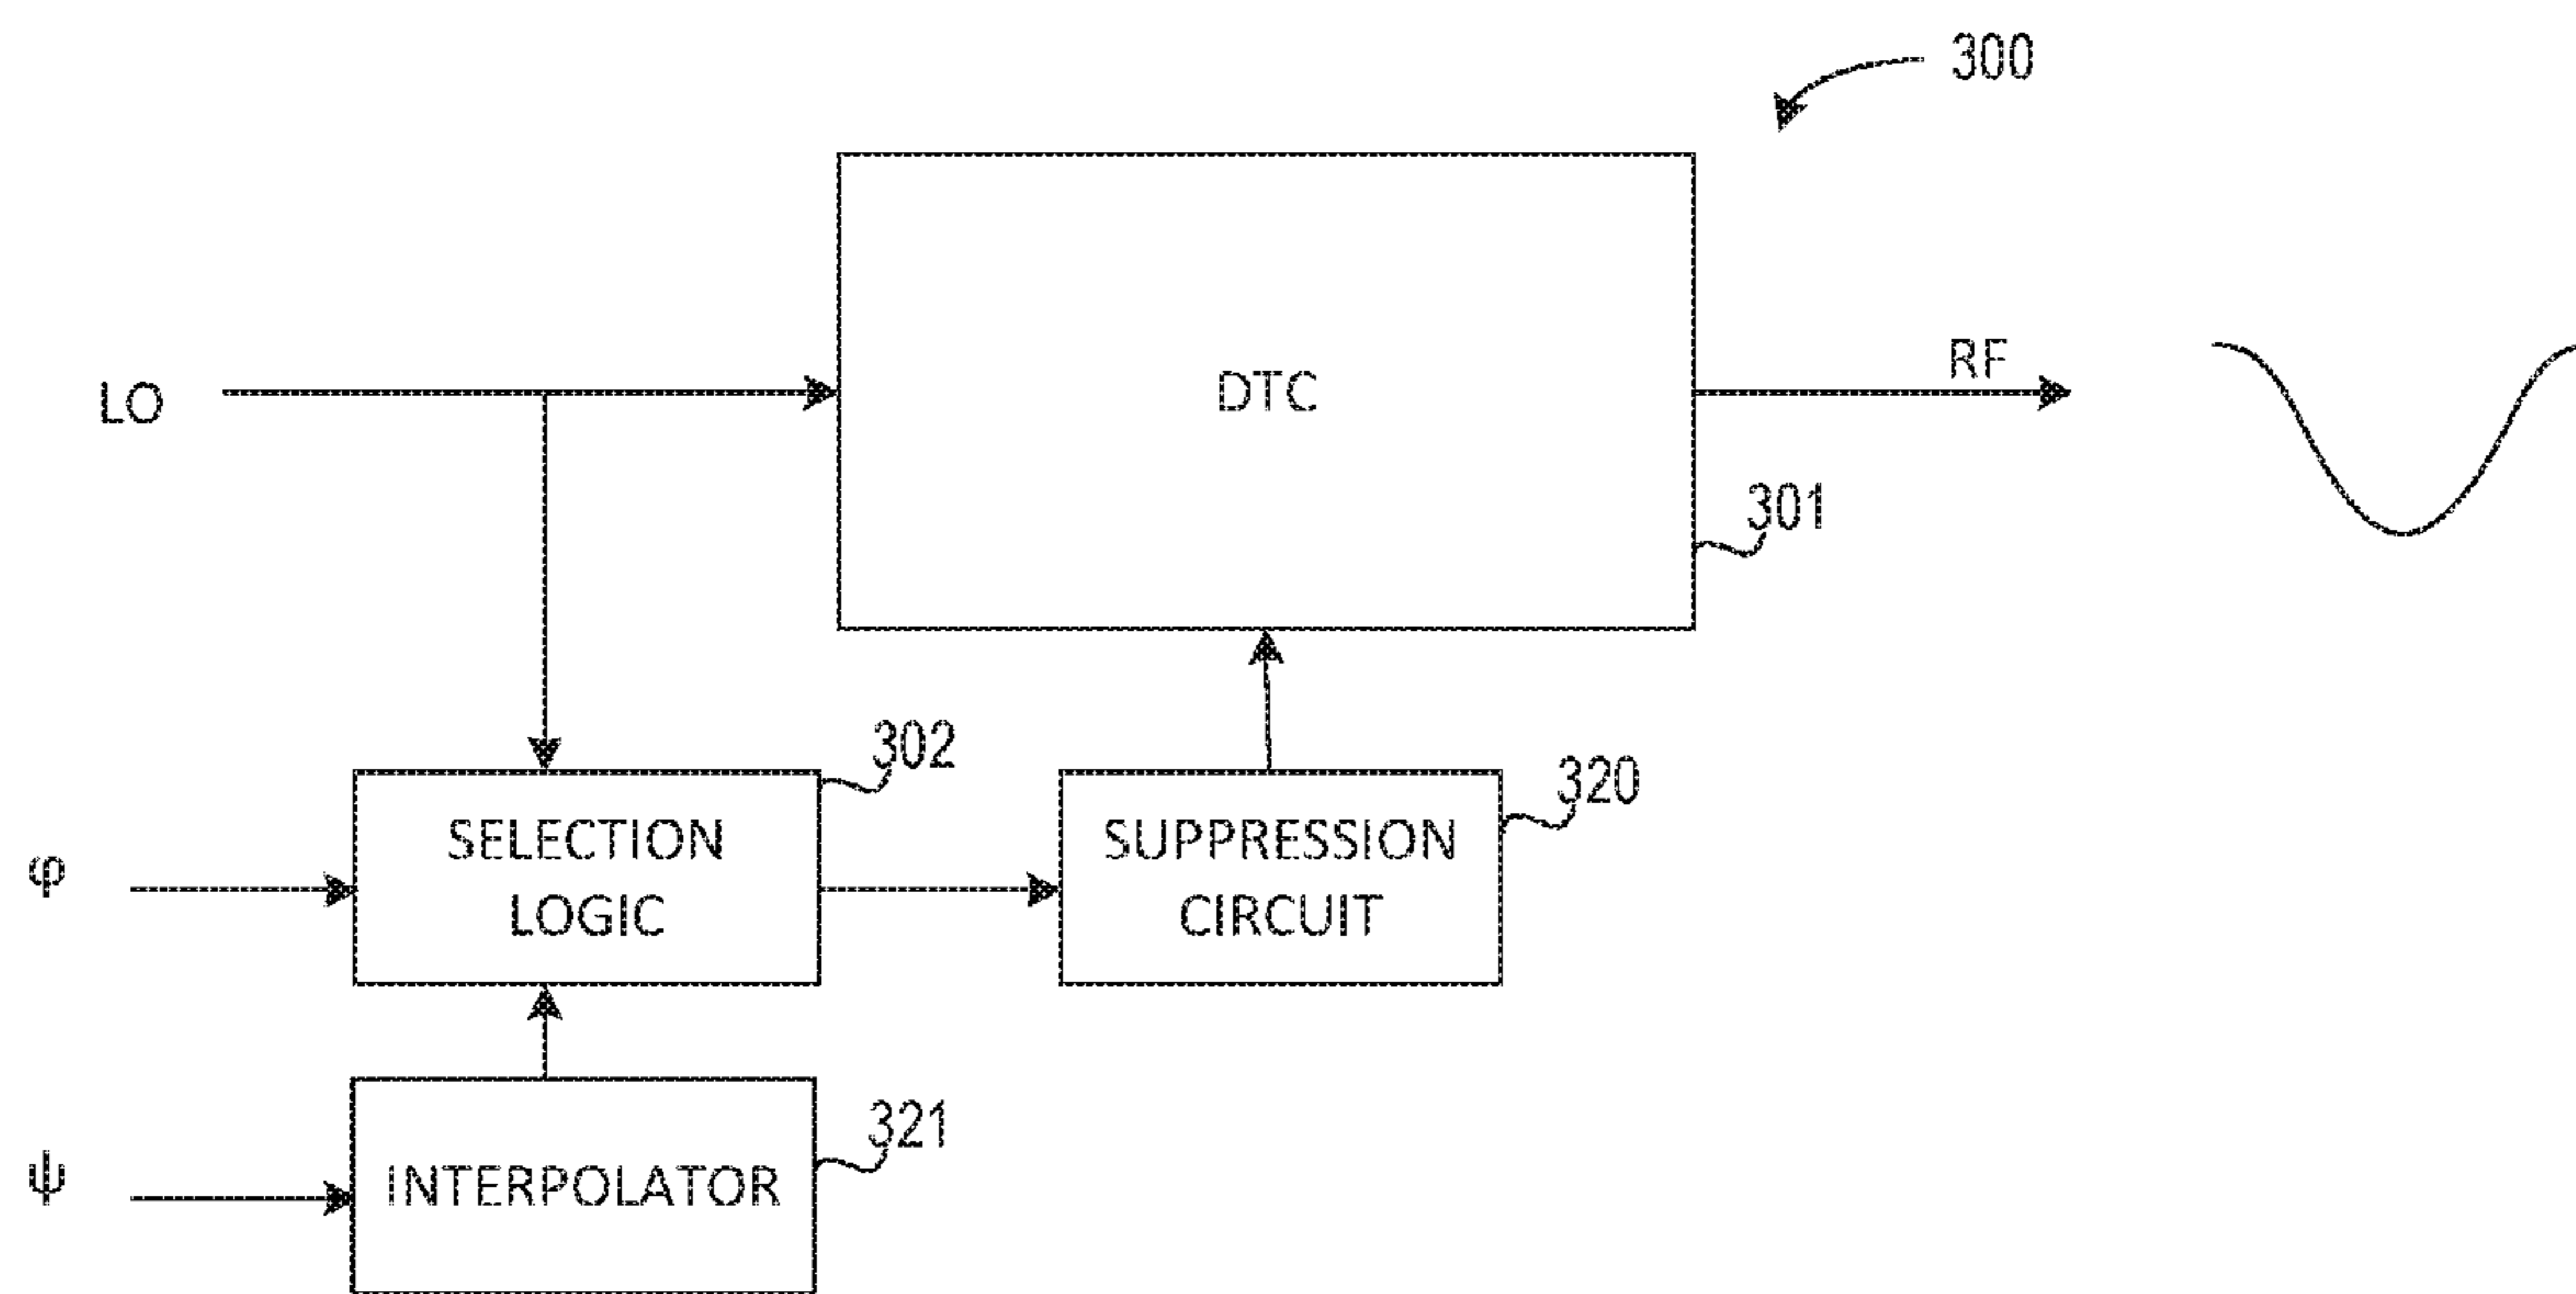 300
LO
DTC
RF
301
302
320
φ
SELECTION
LOGIC
SUPPRESSION
CIRCUIT
321
ψ
INTERPOLATOR